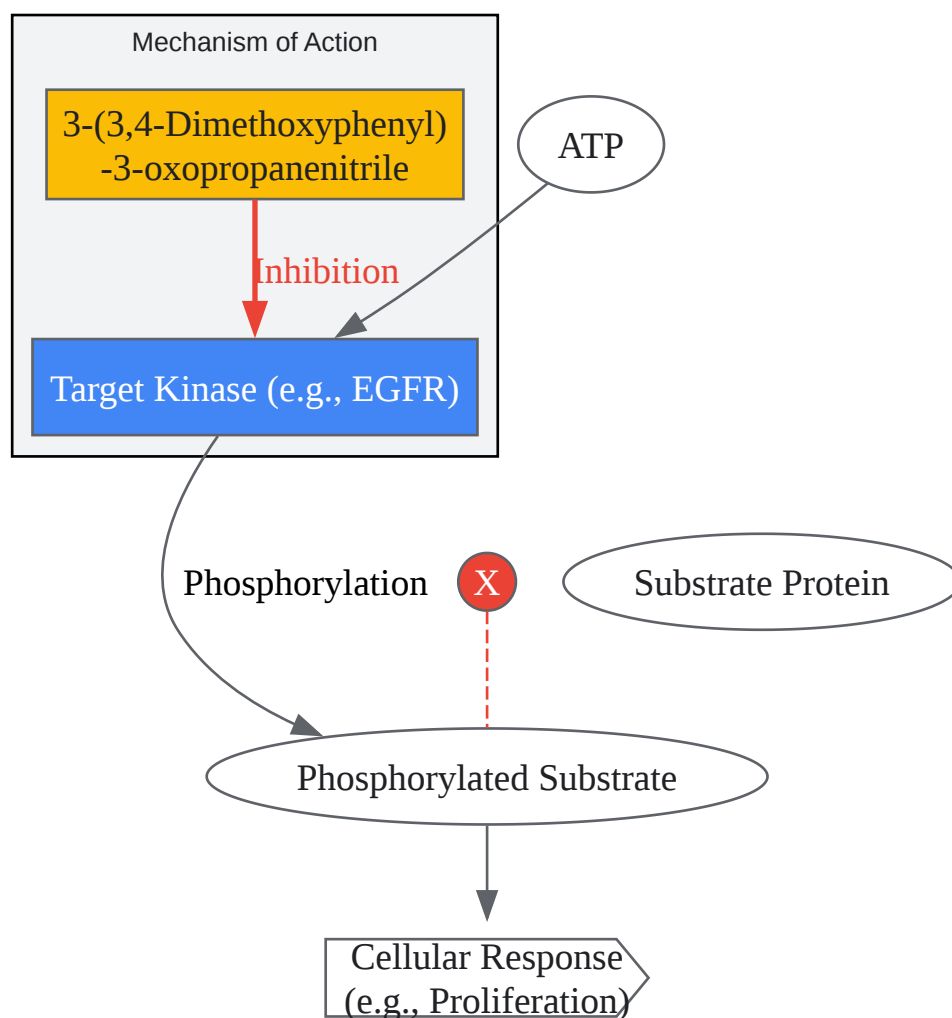 Mechanism of Action
3-(3,4-Dimethoxyphenyl)
-3-oxopropanenitrile
ATP
Inhibition
Target Kinase (e.g., EGFR)
Phosphorylation
X
Substrate Protein
Phosphorylated Substrate
Cellular Response
(e.g., Proliferation)